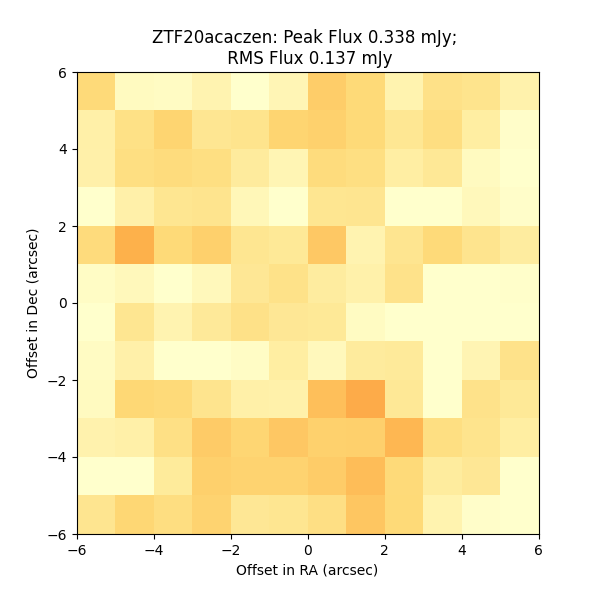 ZTF20acaczen: Peak Flux 0.338 mJy;
RMS Flux 0.137 mJy
6
4
2
0
−2
−4
−6
Offset in Dec (arcsec)
−6 −4 −2 0 2 4 6
Offset in RA (arcsec)